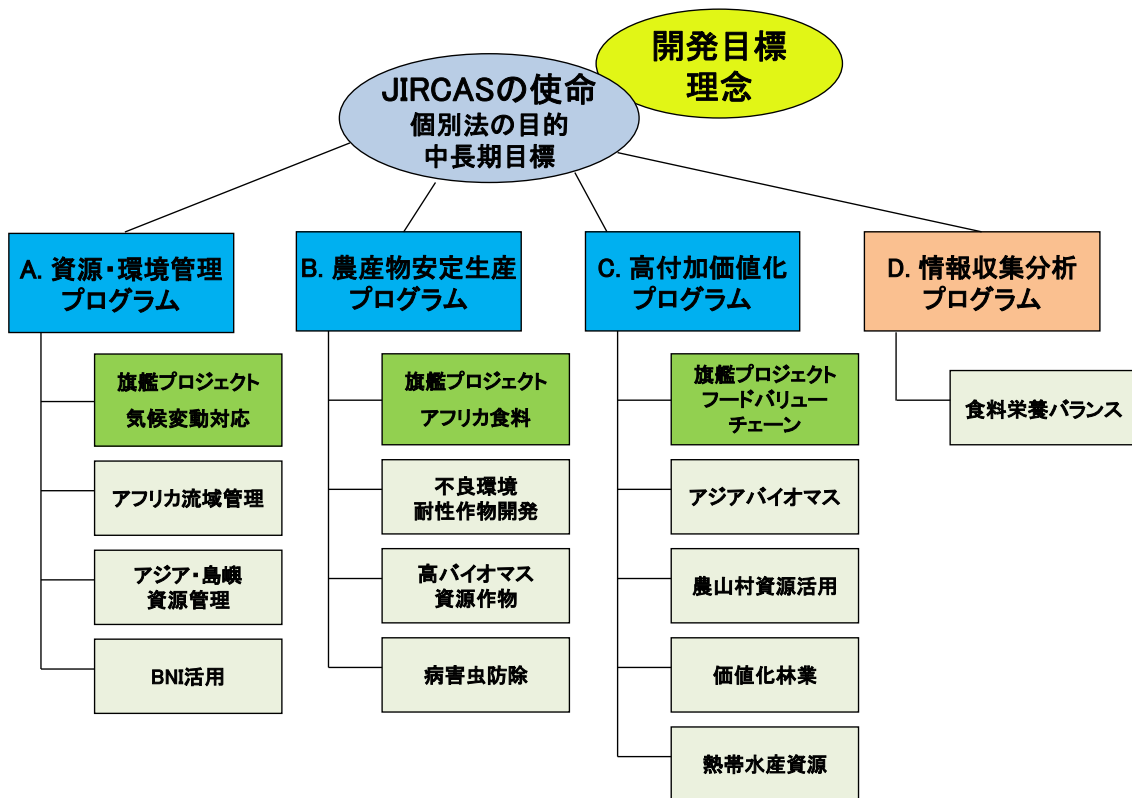 開発目標
理念
JIRCASの使命
個別法の目的
中長期目標
A. 資源・環境管理
プログラム
旗艦プロジェクト
気候変動対応
アフリカ流域管理
アジア・島嶼
資源管理
BNI活用
B. 農産物安定生産
プログラム
旗艦プロジェクト
アフリカ食料
不良環境
耐性作物開発
高バイオマス
資源作物
病害虫防除
C. 高付加価値化
プログラム
旗艦プロジェクト
フードバリュー
チェーン
アジアバイオマス
農山村資源活用
価値化林業
熱帯水産資源
D. 情報収集分析
プログラム
食料栄養バランス